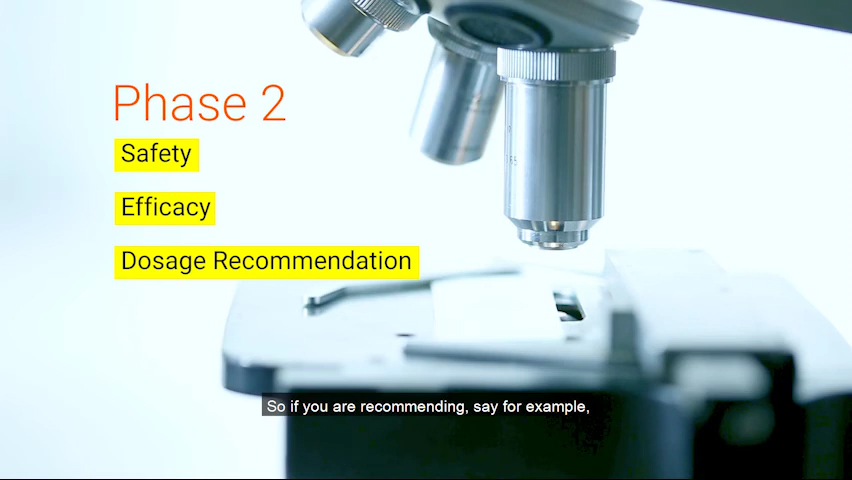 Phase 2
Safety
Efficacy
Dosage Recommendation
So if you are recommending, say for example,